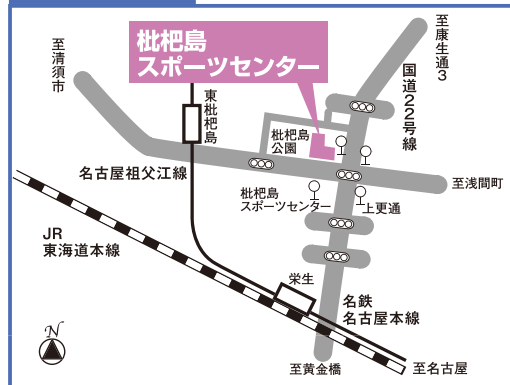 枇杷島
スポーツセンター
至康生通3
至清須市
国道22号線
東枇杷島
枇杷島
公園
名古屋祖父江線
至浅間町
枇杷島
スポーツセンター
上更通
JR
東海道本線
栄生
名鉄
名古屋本線
N
至黄金橋
至名古屋